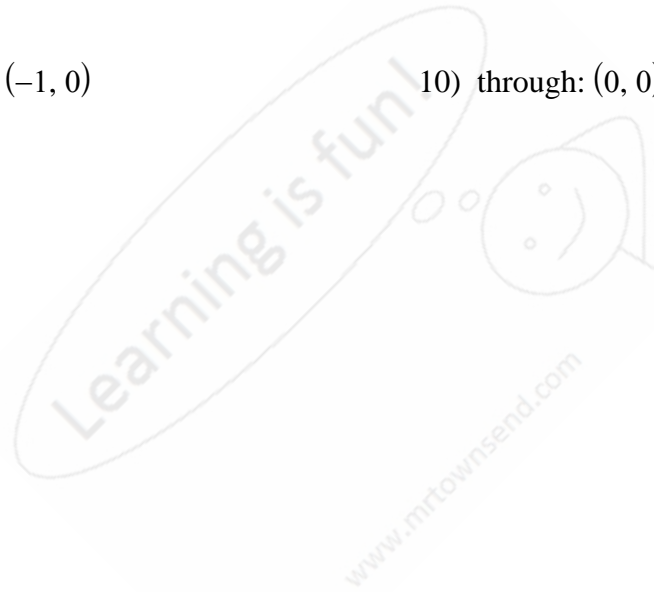 (–1, 0)
10) through: (0, 0)
Learning is fun!
www.mrtownsend.com